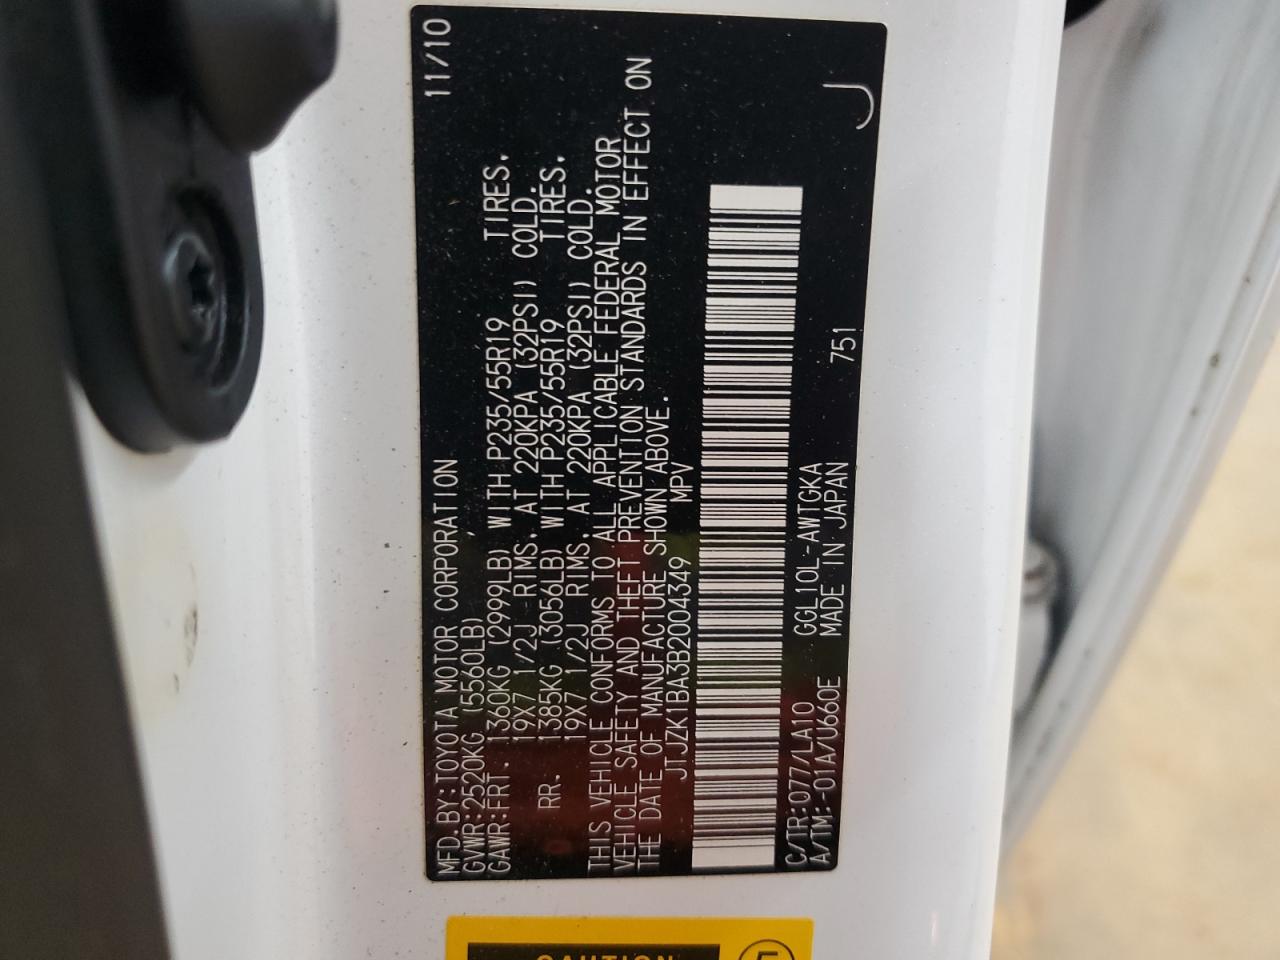 MFD.BY:TOYOTA MOTOR CORPORATION 11/10
GVWR:2520KG (5560LB)
GAWR:FRT. 1360KG (2999LB) WITH P235/55R19 TIRES.
19X7 1/2J RIMS, AT 220KPA (32PSI) COLD.
RR. 1385KG (3056LB) WITH P235/55R19 TIRES.
19X7 1/2J RIMS, AT 220KPA (32PSI) COLD.
THIS VEHICLE CONFORMS TO ALL APPLICABLE FEDERAL MOTOR
VEHICLE SAFETY AND THEFT PREVENTION STANDARDS IN EFFECT ON
THE DATE OF MANUFACTURE SHOWN ABOVE.
JTJZK1BA3B2004349 MPV
C/TR:077/LA10 GGL10L-AWTGKA
A/TM:-01A/U660E MADE IN JAPAN 751 J
CAUTION